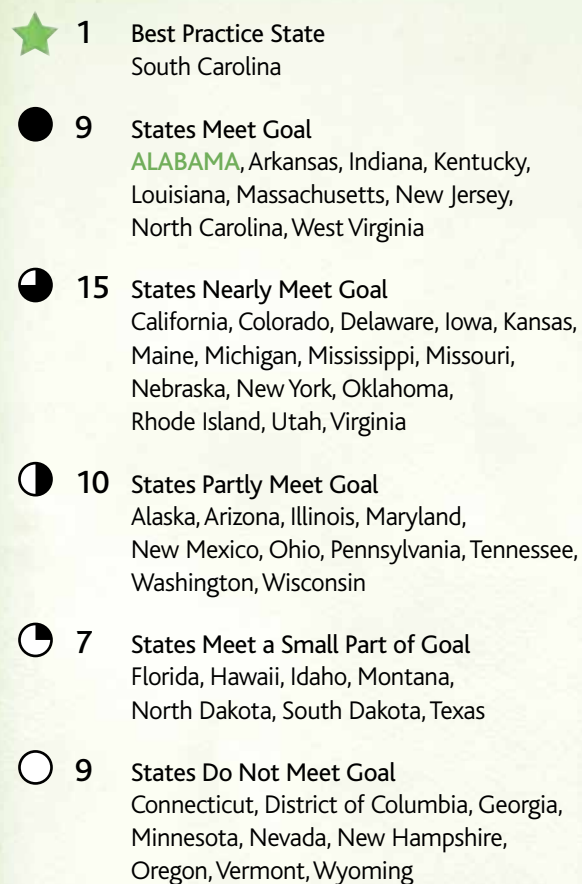 1 Best Practice State
South Carolina
9 States Meet Goal
ALABAMA, Arkansas, Indiana, Kentucky,
Louisiana, Massachusetts, New Jersey,
North Carolina, West Virginia
15 States Nearly Meet Goal
California, Colorado, Delaware, Iowa, Kansas,
Maine, Michigan, Mississippi, Missouri,
Nebraska, New York, Oklahoma,
Rhode Island, Utah, Virginia
10 States Partly Meet Goal
Alaska, Arizona, Illinois, Maryland,
New Mexico, Ohio, Pennsylvania, Tennessee,
Washington, Wisconsin
7 States Meet a Small Part of Goal
Florida, Hawaii, Idaho, Montana,
North Dakota, South Dakota, Texas
9 States Do Not Meet Goal
Connecticut, District of Columbia, Georgia,
Minnesota, Nevada, New Hampshire,
Oregon, Vermont, Wyoming